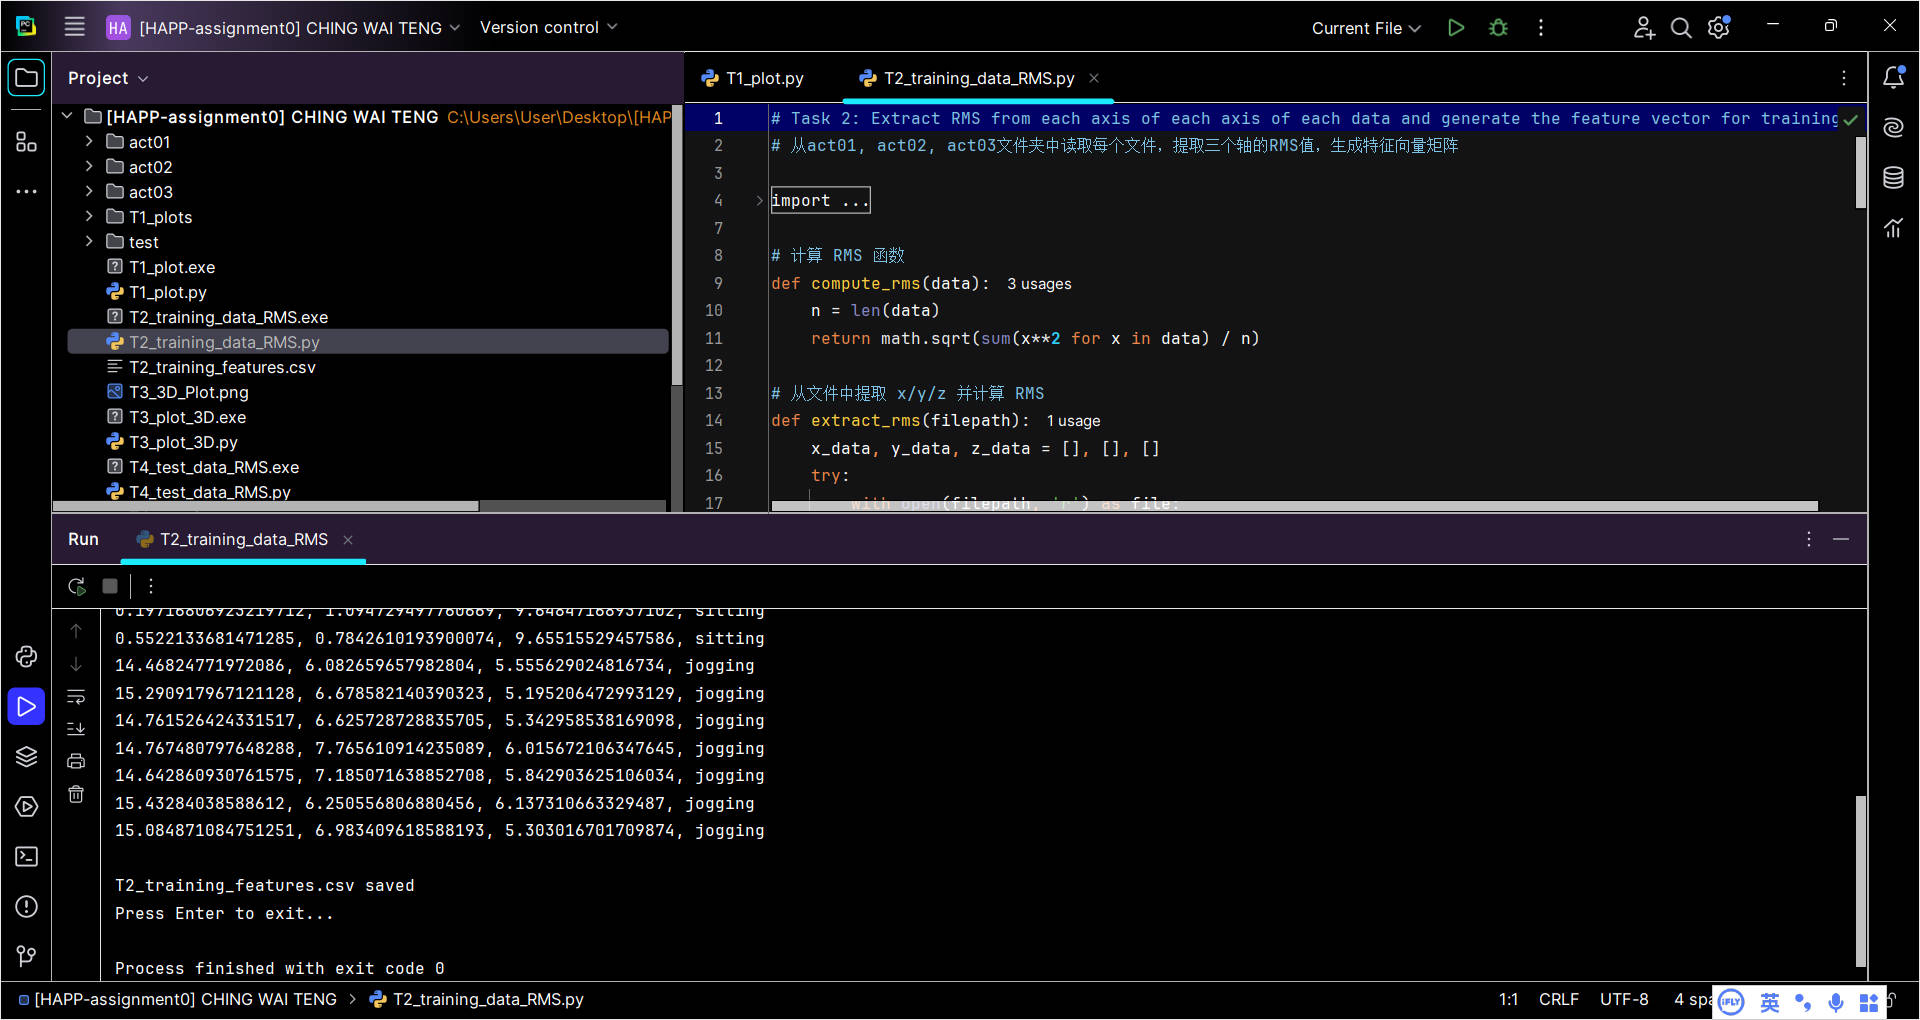 HA [HAPP-assignment0] CHING WAI TENG Version control Current File
Project
[HAPP-assignment0] CHING WAI TENG C:\Users\User\Desktop\[HAP
act01
act02
act03
T1_plots
test
T1_plot.exe
T1_plot.py
T2_training_data_RMS.exe
T2_training_data_RMS.py
T2_training_features.csv
T3_3D_Plot.png
T3_plot_3D.exe
T3_plot_3D.py
T4_test_data_RMS.exe
T4_test_data_RMS.py
T1_plot.py T2_training_data_RMS.py
1 # Task 2: Extract RMS from each axis of each axis of each data and generate the feature vector for training
2 # 从act01, act02, act03文件夹中读取每个文件，提取三个轴的RMS值，生成特征向量矩阵
3
4 import ...
7
8 # 计算 RMS 函数
9 def compute_rms(data): 3 usages
10 n = len(data)
11 return math.sqrt(sum(x**2 for x in data) / n)
12
13 # 从文件中提取 x/y/z 并计算 RMS
14 def extract_rms(filepath): 1 usage
15 x_data, y_data, z_data = [], [], []
16 try:
17 with open(filepath, 'r') as file:
Run T2_training_data_RMS
0.19716806923219712, 1.094729497760669, 9.64847168937102, sitting
0.5522133681471285, 0.7842610193900074, 9.65515529457586, sitting
14.46824771972086, 6.082659657982804, 5.555629024816734, jogging
15.290917967121128, 6.678582140390323, 5.195206472993129, jogging
14.761526424331517, 6.625728728835705, 5.342958538169098, jogging
14.767480797648288, 7.765610914235089, 6.015672106347645, jogging
14.642860930761575, 7.185071638852708, 5.842903625106034, jogging
15.43284038588612, 6.250556806880456, 6.137310663329487, jogging
15.084871084751251, 6.983409618588193, 5.303016701709874, jogging
T2_training_features.csv saved
Press Enter to exit...
Process finished with exit code 0
[HAPP-assignment0] CHING WAI TENG T2_training_data_RMS.py 1:1 CRLF UTF-8 4 spa
iFLY 英